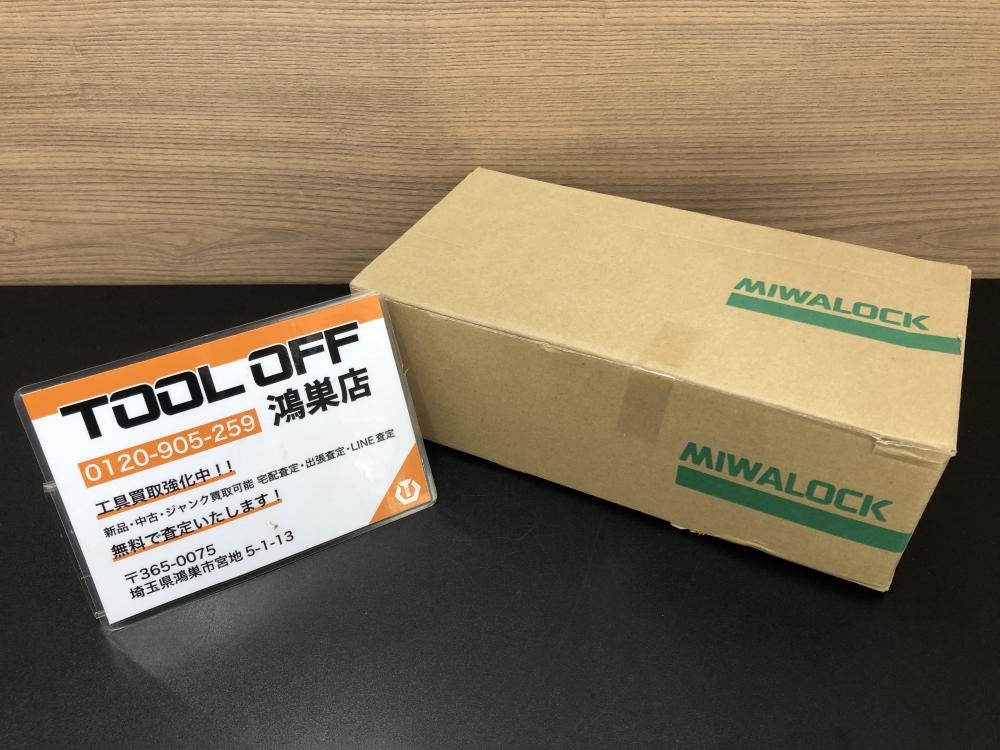 TOOL OFF
鴻巣店
0120-905-259
工具買取強化中！！
新品・中古・ジャンク買取可能 宅配査定・出張査定・LINE査定
無料で査定いたします！
〒365-0075
埼玉県鴻巣市宮地 5-1-13
MIWALOCK
MIWALOCK